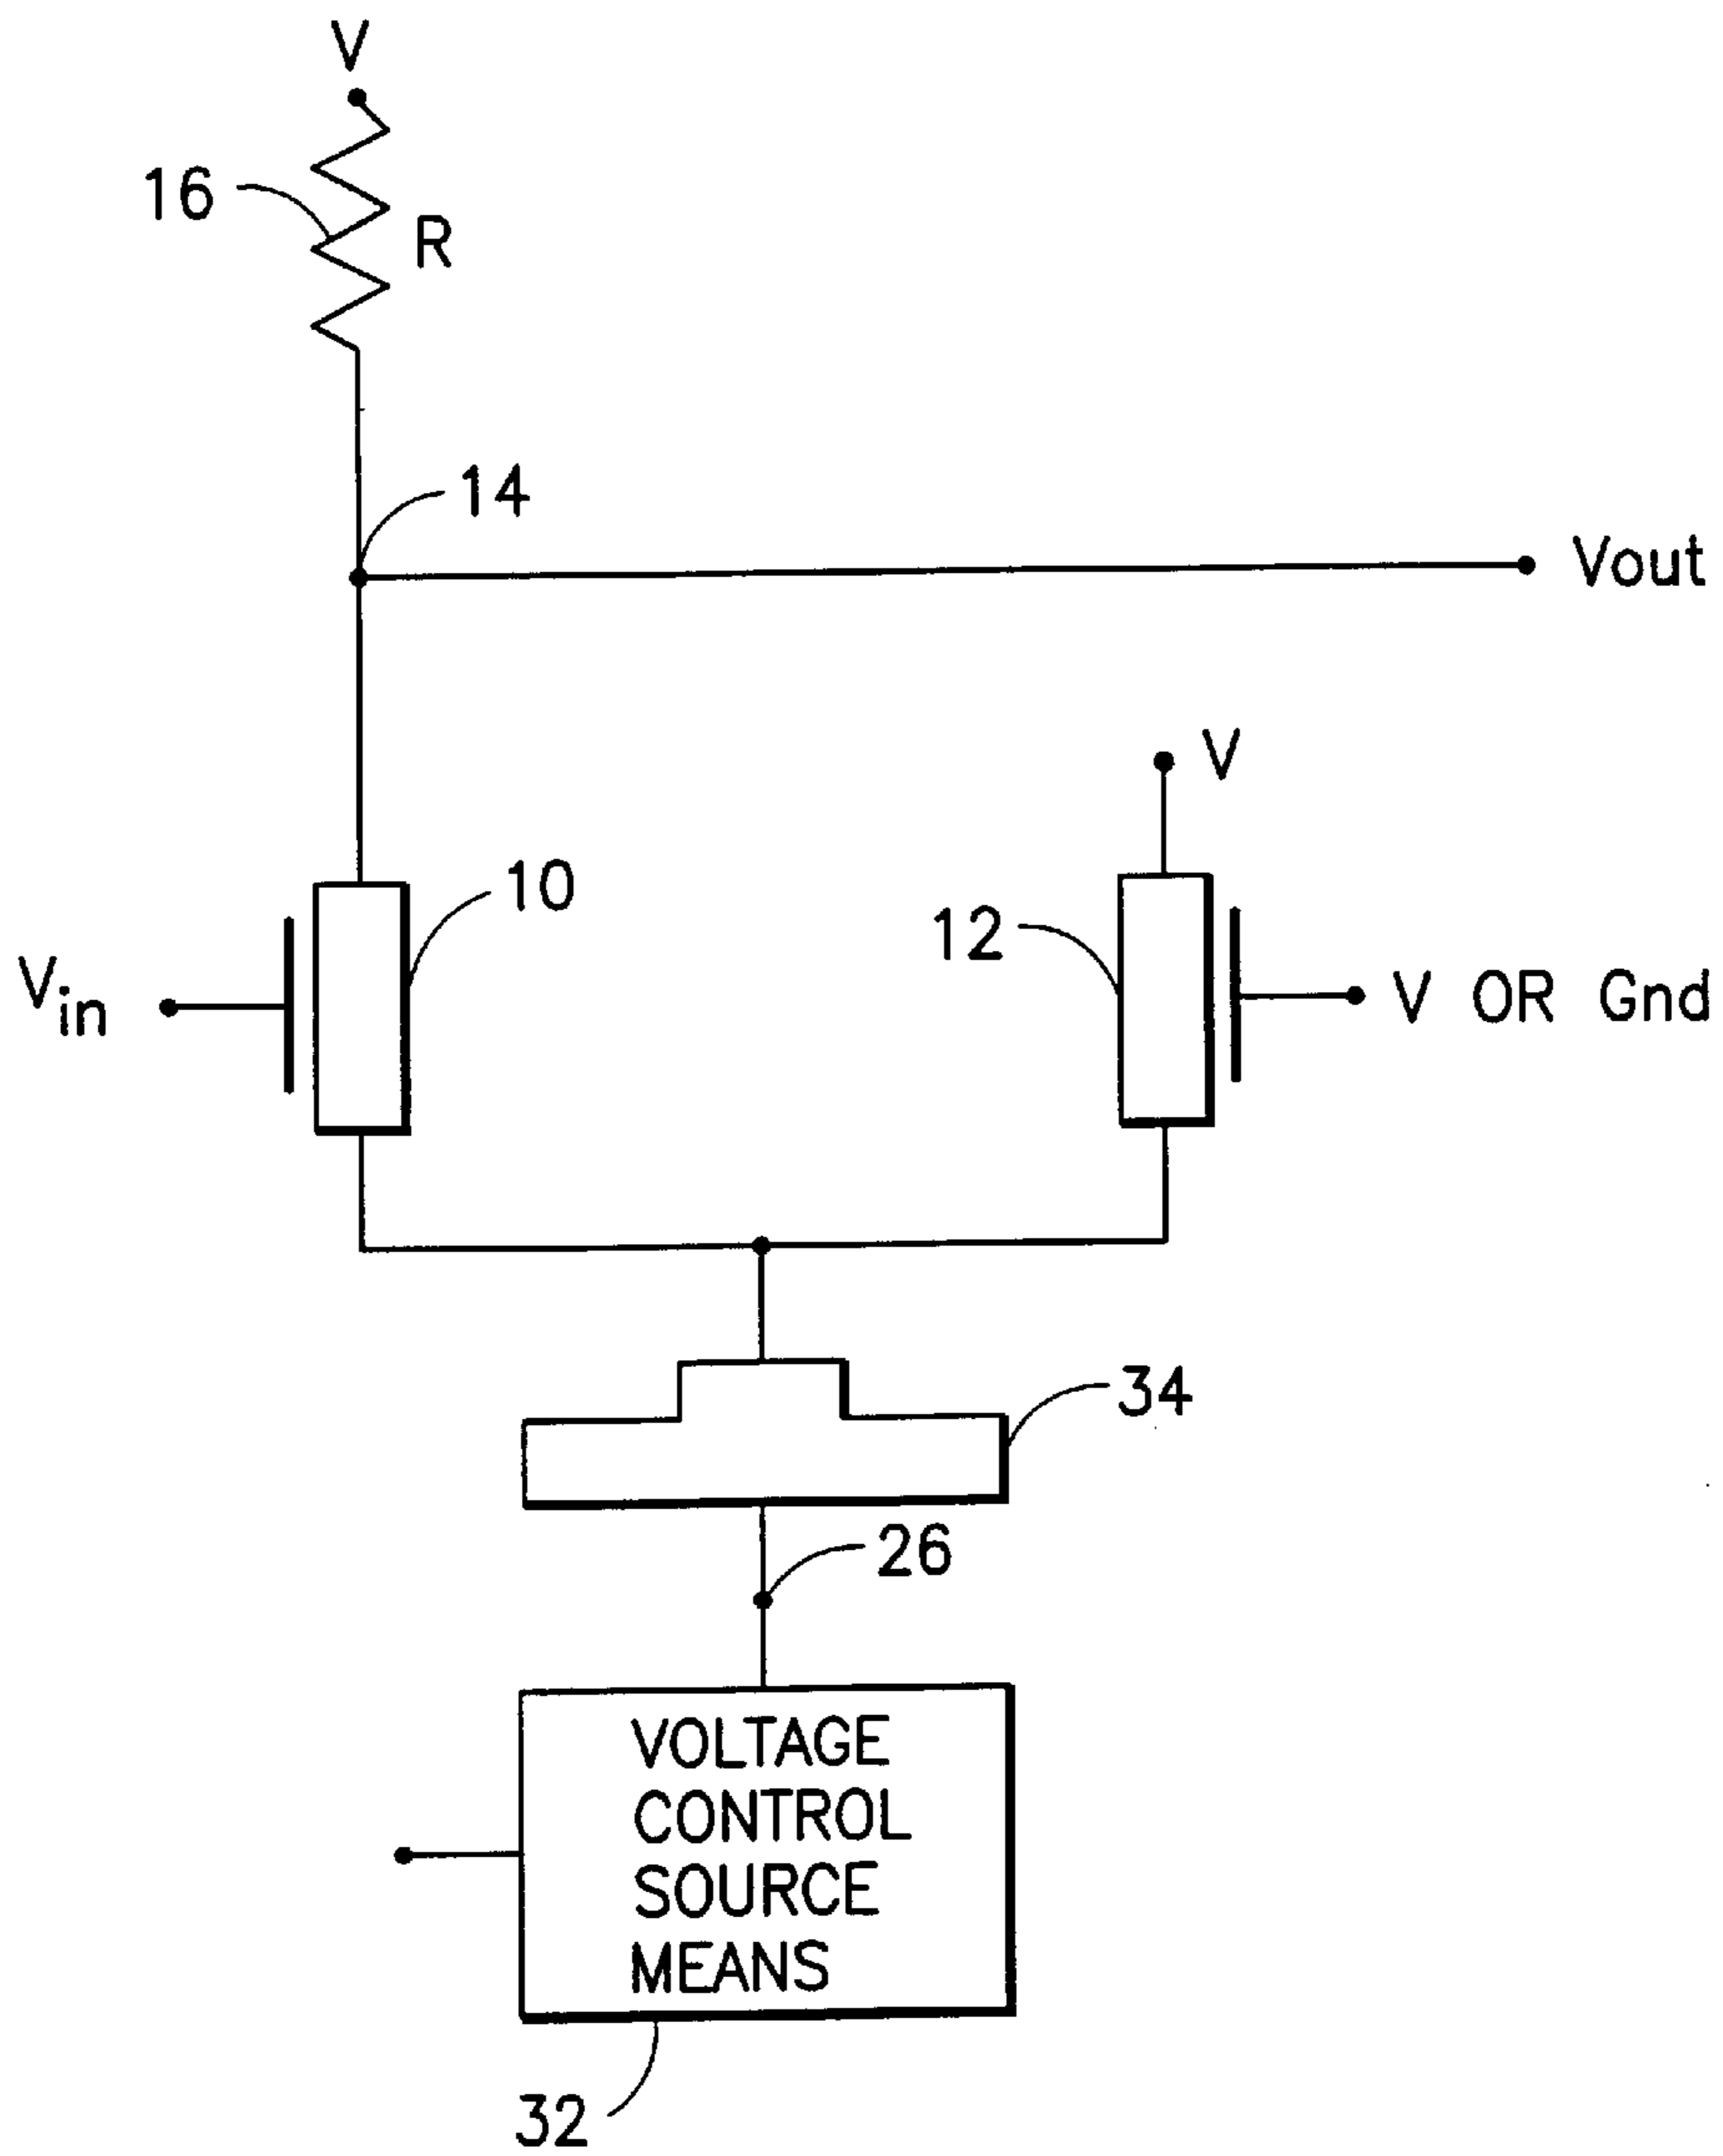 V
16
R
14
Vout
V
10
12
Vin
V OR Gnd
34
26
VOLTAGE
CONTROL
SOURCE
MEANS
32